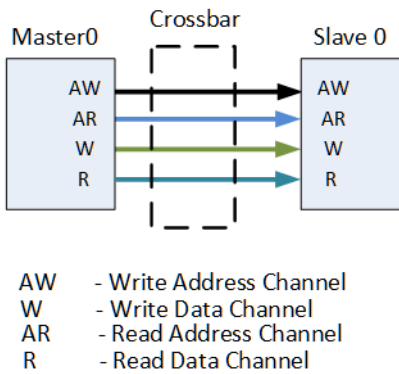 Crossbar
Master0 Slave 0
AW AW
AR AR
W W
R R
AW - Write Address Channel
W - Write Data Channel
AR - Read Address Channel
R - Read Data Channel